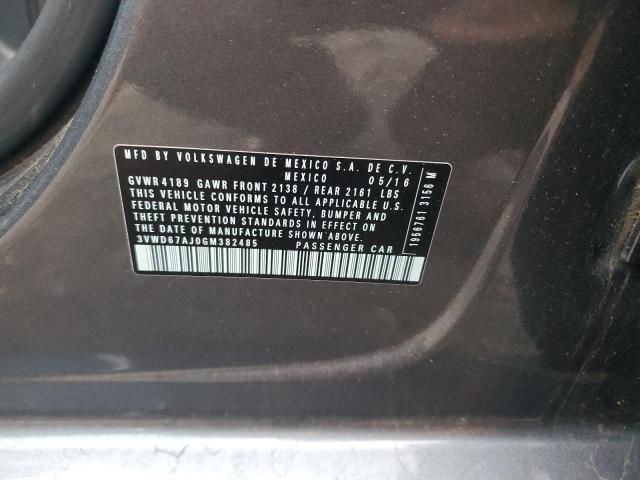 MFD BY VOLKSWAGEN DE MEXICO S.A. DE C.V.
MEXICO 05/16
GVWR 4189 GAWR FRONT 2138 / REAR 2161 LBS
THIS VEHICLE CONFORMS TO ALL APPLICABLE U.S.
FEDERAL MOTOR VEHICLE SAFETY, BUMPER AND
THEFT PREVENTION STANDARDS IN EFFECT ON
THE DATE OF MANUFACTURE SHOWN ABOVE.
3VWD67AJ0GM382485 PASSENGER CAR
1956761 3156 M